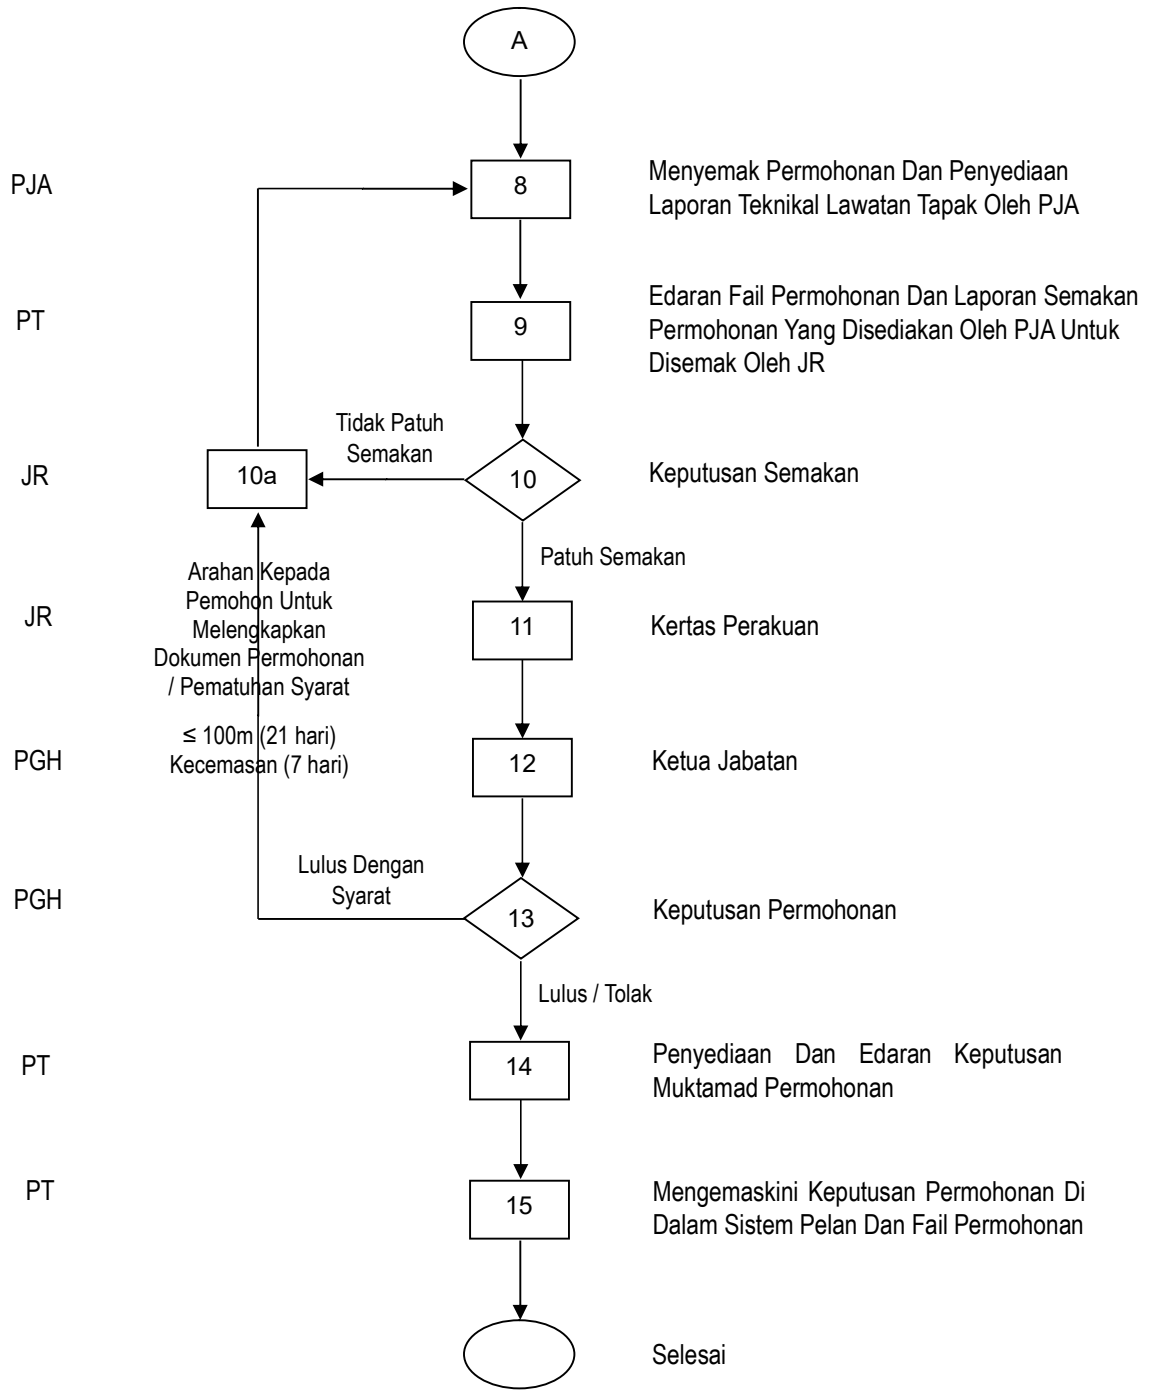 A
PJA
8
Menyemak Permohonan Dan Penyediaan
Laporan Teknikal Lawatan Tapak Oleh PJA
PT
9
Edaran Fail Permohonan Dan Laporan Semakan
Permohonan Yang Disediakan Oleh PJA Untuk
Disemak Oleh JR
Tidak Patuh
Semakan
JR
10a
10
Keputusan Semakan
Patuh Semakan
Arahan Kepada
Pemohon Untuk
Melengkapkan
Dokumen Permohonan
/ Pematuhan Syarat
JR
11
Kertas Perakuan
≤ 100m (21 hari)
Kecemasan (7 hari)
PGH
12
Ketua Jabatan
Lulus Dengan
Syarat
PGH
13
Keputusan Permohonan
Lulus / Tolak
PT
14
Penyediaan Dan Edaran Keputusan
Muktamad Permohonan
PT
15
Mengemaskini Keputusan Permohonan Di
Dalam Sistem Pelan Dan Fail Permohonan
Selesai